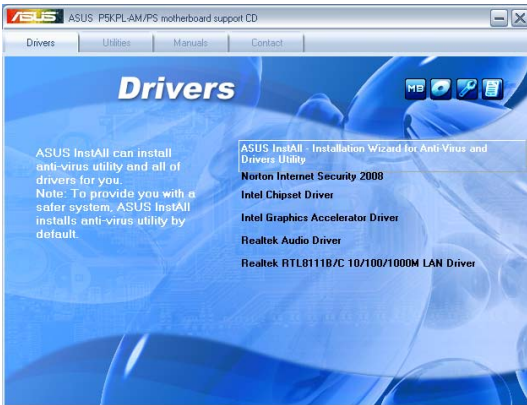 ASUS P5KPL-AM/PS motherboard support CD
Drivers Utilities Manuals Contact
Drivers
MB
ASUS InstAll can install
anti-virus utility and all of
drivers for you.
Note: To provide you with a
safer system, ASUS InstAll
installs anti-virus utility by
default.
ASUS InstAll - Installation Wizard for Anti-Virus and
Drivers Utility
Norton Internet Security 2008
Intel Chipset Driver
Intel Graphics Accelerator Driver
Realtek Audio Driver
Realtek RTL8111B/C 10/100/1000M LAN Driver